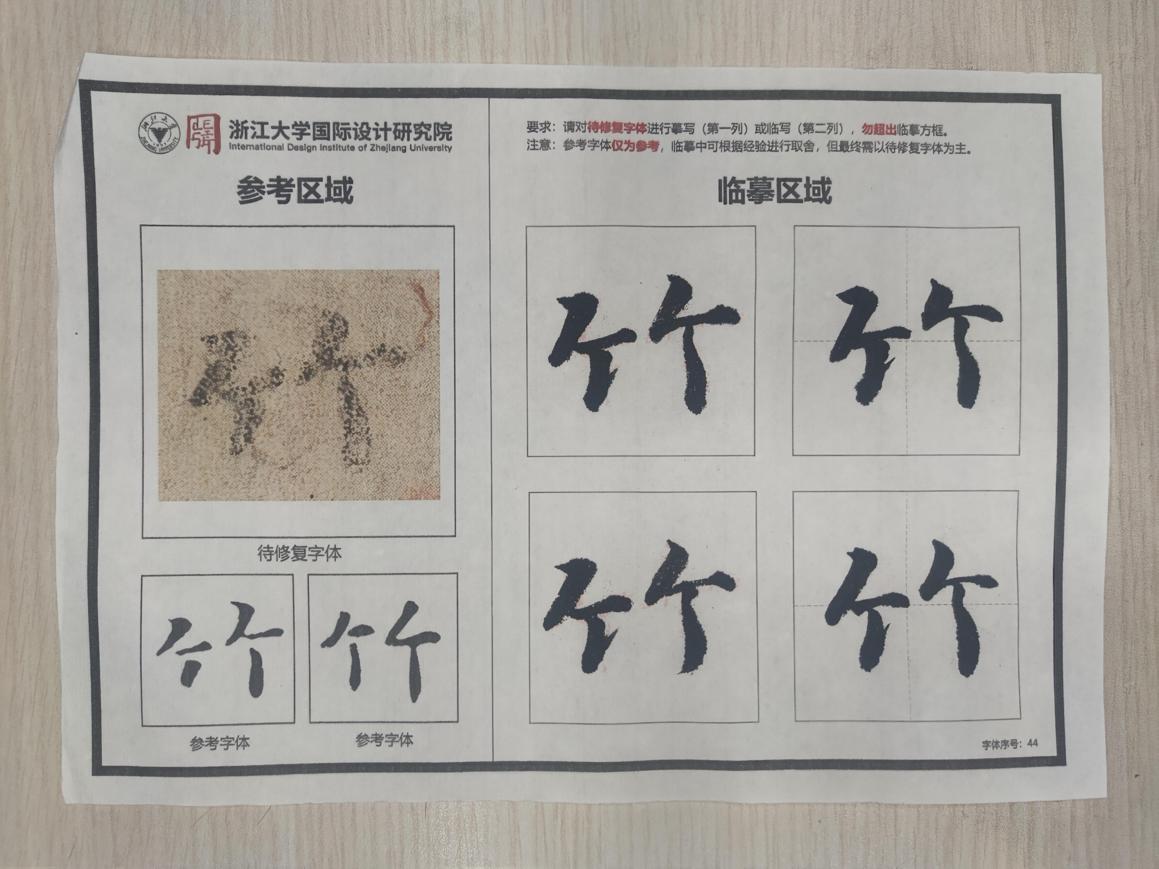 浙江大学国际设计研究院
International Design Institute of Zhejiang University
参考区域
竹
待修复字体
竹 竹
参考字体 参考字体
要求：请对待修复字体进行摹写（第一列）或临写（第二列），勿超出临摹方框。
注意：参考字体仅为参考，临摹中可根据经验进行取舍，但最终需以待修复字体为主。
临摹区域
竹 竹
竹 竹
字体序号：44